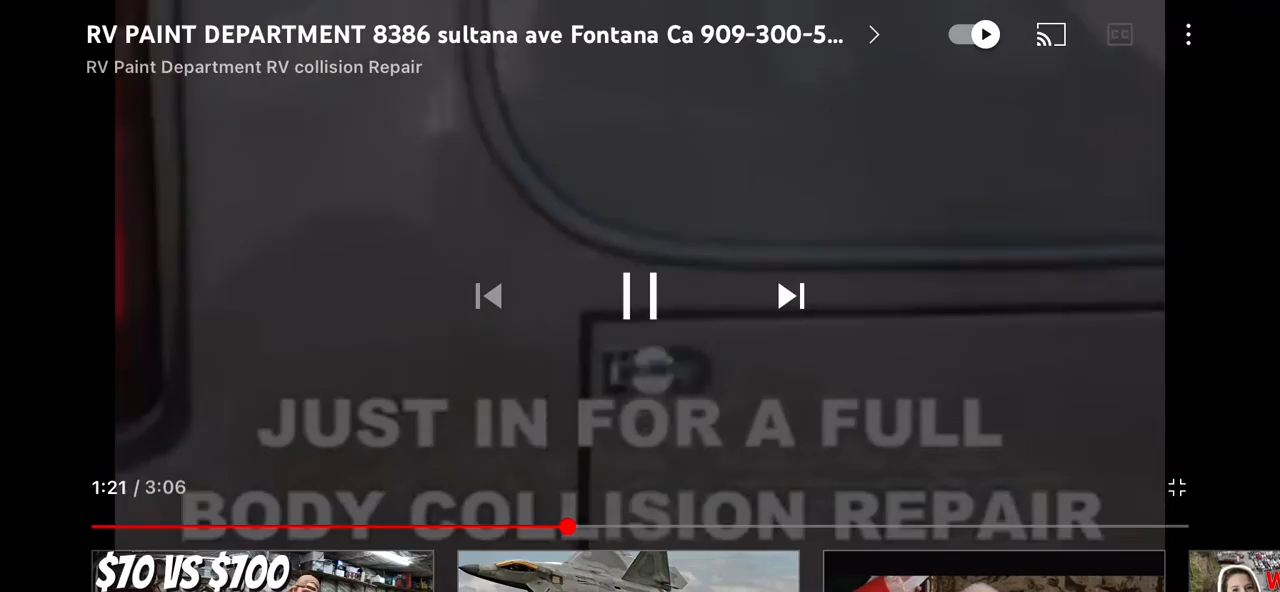 RV PAINT DEPARTMENT 8386 sultana ave Fontana Ca 909-300-5...
RV Paint Department RV collision Repair
CC
JUST IN FOR A FULL
1:21 / 3:06
BODY COLLISION REPAIR
$70 VS $700